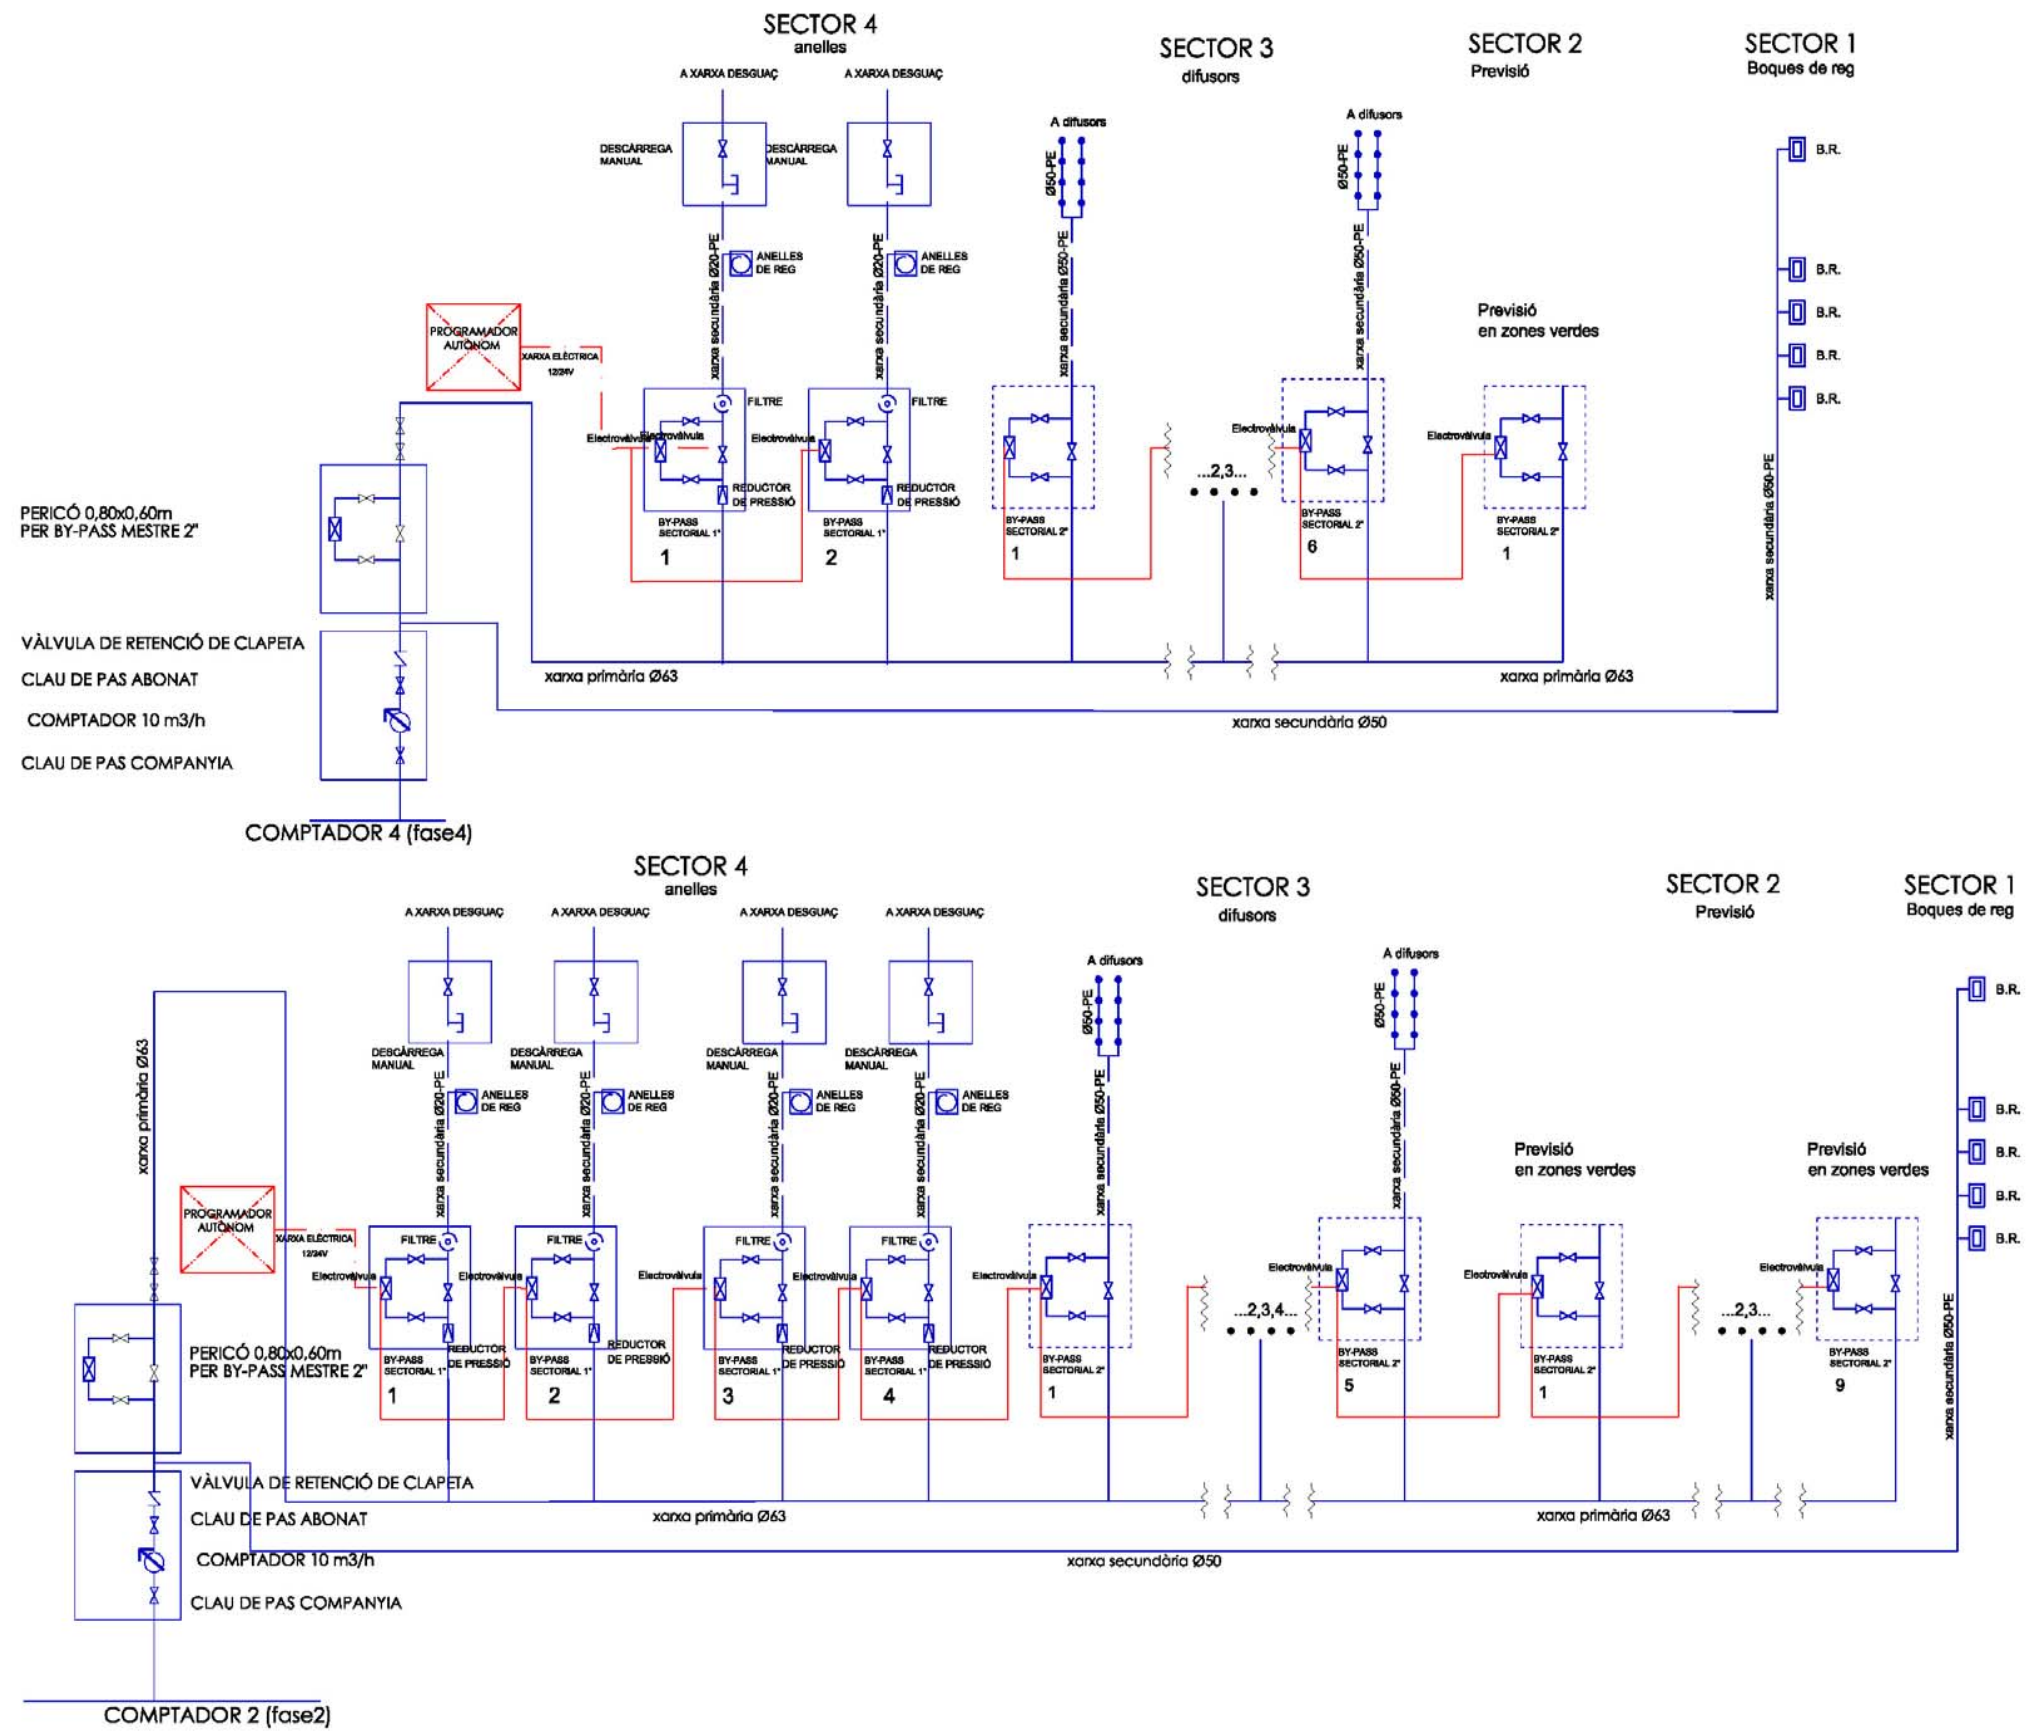 SECTOR 4
anelles
SECTOR 3
difusors
SECTOR 2
Previsió
SECTOR 1
Boques de reg
A XARXA DESGUAÇ
A XARXA DESGUAÇ
A difusors
A difusors
DESCÀRREGA
MANUAL
DESCÀRREGA
MANUAL
Ø50-PE
Ø50-PE
B.R.
B.R.
B.R.
B.R.
B.R.
xarxa secundària Ø20-PE
ANELLES
DE REG
xarxa secundària Ø20-PE
ANELLES
DE REG
xarxa secundària Ø50-PE
xarxa secundària Ø50-PE
Previsió
en zones verdes
PROGRAMADOR
AUTÒNOM
XARXA ELÈCTRICA
12/24V
FILTRE
FILTRE
Electrovàlvula
Electrovàlvula
Electrovàlvula
Electrovàlvula
Electrovàlvula
...2,3...
REDUCTOR
DE PRESSIÓ
REDUCTOR
DE PRESSIÓ
BY-PASS
SECTORIAL 1"
1
BY-PASS
SECTORIAL 1"
2
BY-PASS
SECTORIAL 2"
1
BY-PASS
SECTORIAL 2"
6
BY-PASS
SECTORIAL 2"
1
xarxa secundària Ø50-PE
PERICÓ 0,80x0,60m
PER BY-PASS MESTRE 2"
VÀLVULA DE RETENCIÓ DE CLAPETA
CLAU DE PAS ABONAT
COMPTADOR 10 m3/h
CLAU DE PAS COMPANYIA
xarxa primària Ø63
xarxa primària Ø63
xarxa secundària Ø50
COMPTADOR 4 (fase4)
SECTOR 4
anelles
SECTOR 3
difusors
SECTOR 2
Previsió
SECTOR 1
Boques de reg
A XARXA DESGUAÇ
A XARXA DESGUAÇ
A XARXA DESGUAÇ
A XARXA DESGUAÇ
A difusors
A difusors
Ø50-PE
Ø50-PE
B.R.
B.R.
B.R.
B.R.
B.R.
xarxa primària Ø63
DESCÀRREGA
MANUAL
DESCÀRREGA
MANUAL
DESCÀRREGA
MANUAL
DESCÀRREGA
MANUAL
xarxa secundària Ø20-PE
ANELLES
DE REG
xarxa secundària Ø20-PE
ANELLES
DE REG
xarxa secundària Ø20-PE
ANELLES
DE REG
xarxa secundària Ø20-PE
ANELLES
DE REG
xarxa secundària Ø50-PE
xarxa secundària Ø50-PE
Previsió
en zones verdes
Previsió
en zones verdes
PROGRAMADOR
AUTÒNOM
XARXA ELÈCTRICA
12/24V
FILTRE
FILTRE
FILTRE
FILTRE
Electrovàlvula
Electrovàlvula
Electrovàlvula
Electrovàlvula
Electrovàlvula
Electrovàlvula
Electrovàlvula
Electrovàlvula
...2,3,4...
...2,3...
REDUCTOR
DE PRESSIÓ
REDUCTOR
DE PRESSIÓ
REDUCTOR
DE PRESSIÓ
REDUCTOR
DE PRESSIÓ
BY-PASS
SECTORIAL 1"
1
BY-PASS
SECTORIAL 1"
2
BY-PASS
SECTORIAL 1"
3
BY-PASS
SECTORIAL 1"
4
BY-PASS
SECTORIAL 2"
1
BY-PASS
SECTORIAL 2"
5
BY-PASS
SECTORIAL 2"
1
BY-PASS
SECTORIAL 2"
9
xarxa secundària Ø50-PE
PERICÓ 0,80x0,60m
PER BY-PASS MESTRE 2"
VÀLVULA DE RETENCIÓ DE CLAPETA
CLAU DE PAS ABONAT
COMPTADOR 10 m3/h
CLAU DE PAS COMPANYIA
xarxa primària Ø63
xarxa primària Ø63
xarxa secundària Ø50
COMPTADOR 2 (fase2)